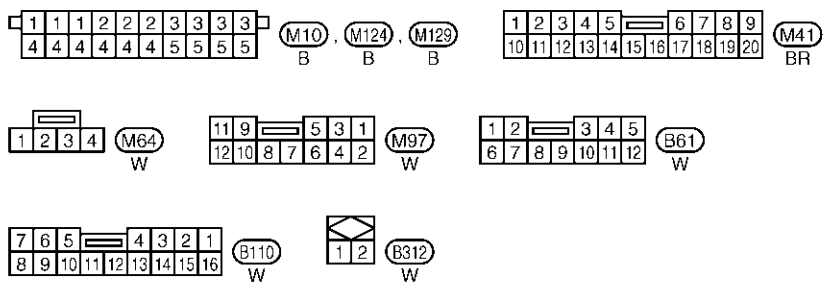 1 1 1 2 2 2 3 3 3 3
4 4 4 4 4 4 5 5 5 5
M10 , M124 , M129
B B B
1 2 3 4 5 6 7 8 9
10 11 12 13 14 15 16 17 18 19 20
M41
BR
1 2 3 4
M64
W
11 9 5 3 1
12 10 8 7 6 4 2
M97
W
1 2 3 4 5
6 7 8 9 10 11 12
B61
W
7 6 5 4 3 2 1
8 9 10 11 12 13 14 15 16
B110
W
1 2
B312
W